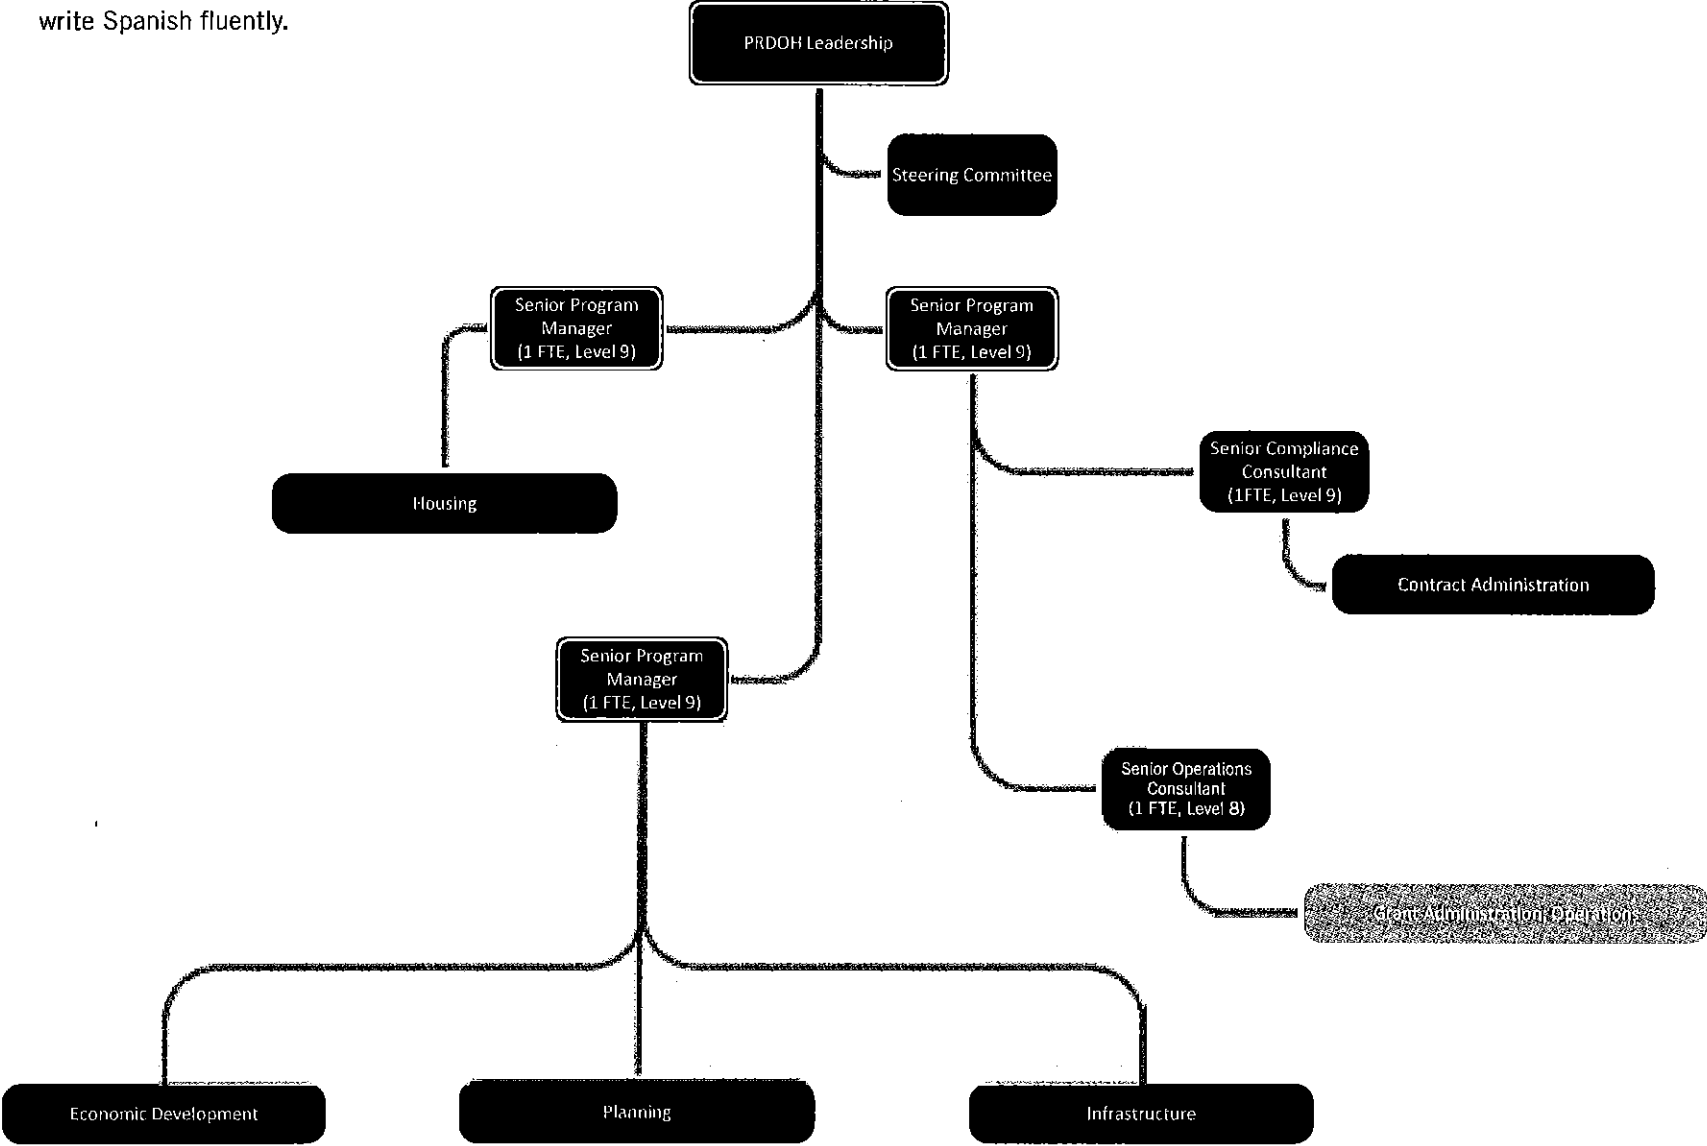 write Spanish fluently.
PRDOH Leadership
Steering Committee
Senior Program
Manager
(1 FTE, Level 9)
Senior Program
Manager
(1 FTE, Level 9)
Senior Compliance
Consultant
(1FTE, Level 9)
Housing
Contract Administration
Senior Program
Manager
(1 FTE, Level 9)
Senior Operations
Consultant
(1 FTE, Level 8)
Grant Administration, Operations
Economic Development
Planning
Infrastructure